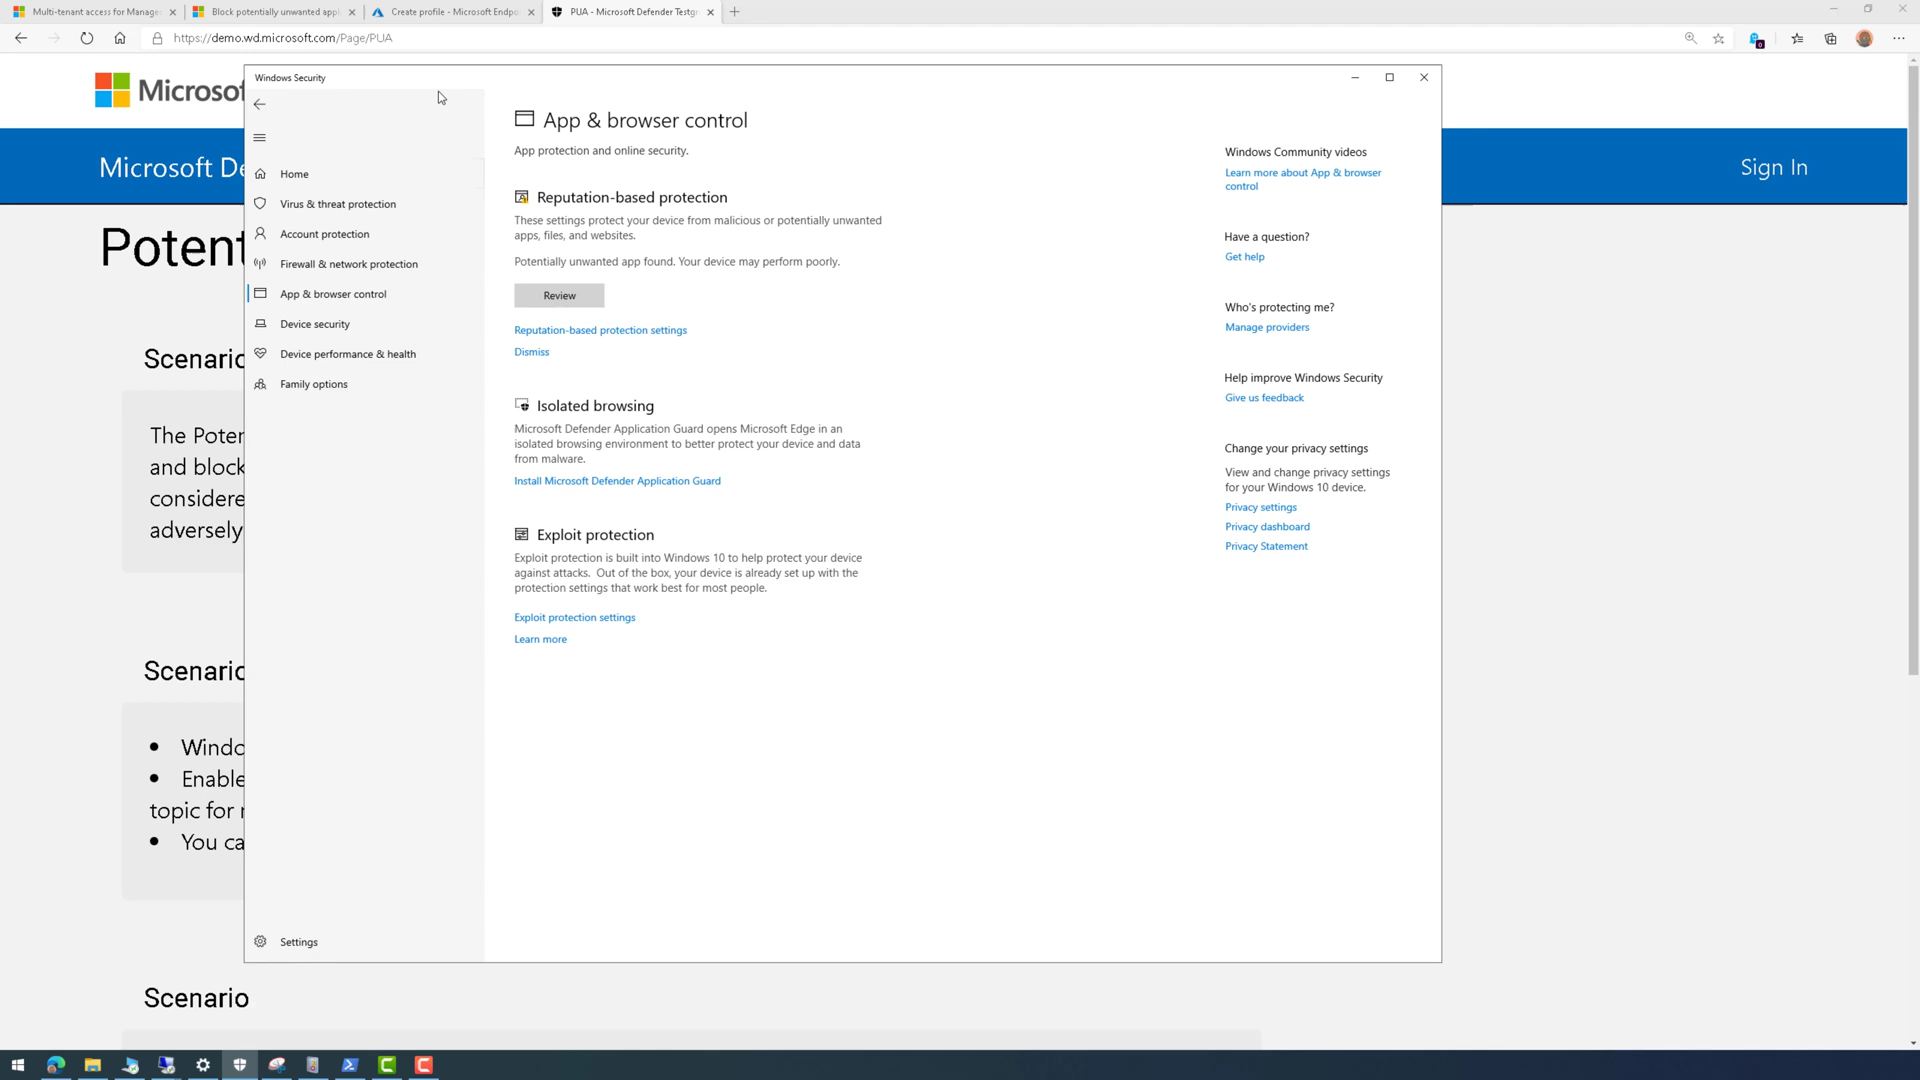 Multi-tenant access for Manage
Block potentially unwanted appl
Create profile - Microsoft Endpo
PUA - Microsoft Defender Testgr
https://demo.wd.microsoft.com/Page/PUA
Microsof
Microsoft De
Sign In
Potent
Scenario
The Poten
and block
considere
adversely
Scenario
Windo
Enable
topic for
You ca
Scenario
Windows Security
Home
Virus & threat protection
Account protection
Firewall & network protection
App & browser control
Device security
Device performance & health
Family options
Settings
App & browser control
App protection and online security.
Reputation-based protection
These settings protect your device from malicious or potentially unwanted
apps, files, and websites.
Potentially unwanted app found. Your device may perform poorly.
Review
Reputation-based protection settings
Dismiss
Isolated browsing
Microsoft Defender Application Guard opens Microsoft Edge in an
isolated browsing environment to better protect your device and data
from malware.
Install Microsoft Defender Application Guard
Exploit protection
Exploit protection is built into Windows 10 to help protect your device
against attacks. Out of the box, your device is already set up with the
protection settings that work best for most people.
Exploit protection settings
Learn more
Windows Community videos
Learn more about App & browser
control
Have a question?
Get help
Who's protecting me?
Manage providers
Help improve Windows Security
Give us feedback
Change your privacy settings
View and change privacy settings
for your Windows 10 device.
Privacy settings
Privacy dashboard
Privacy Statement